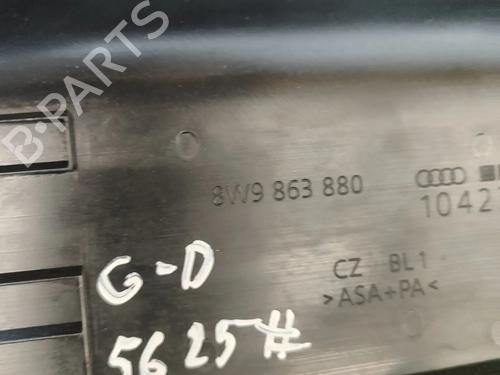 B-PARTS
8W9 863 880
1042
CZ BL1
>ASA+PA<
G-D
5625#